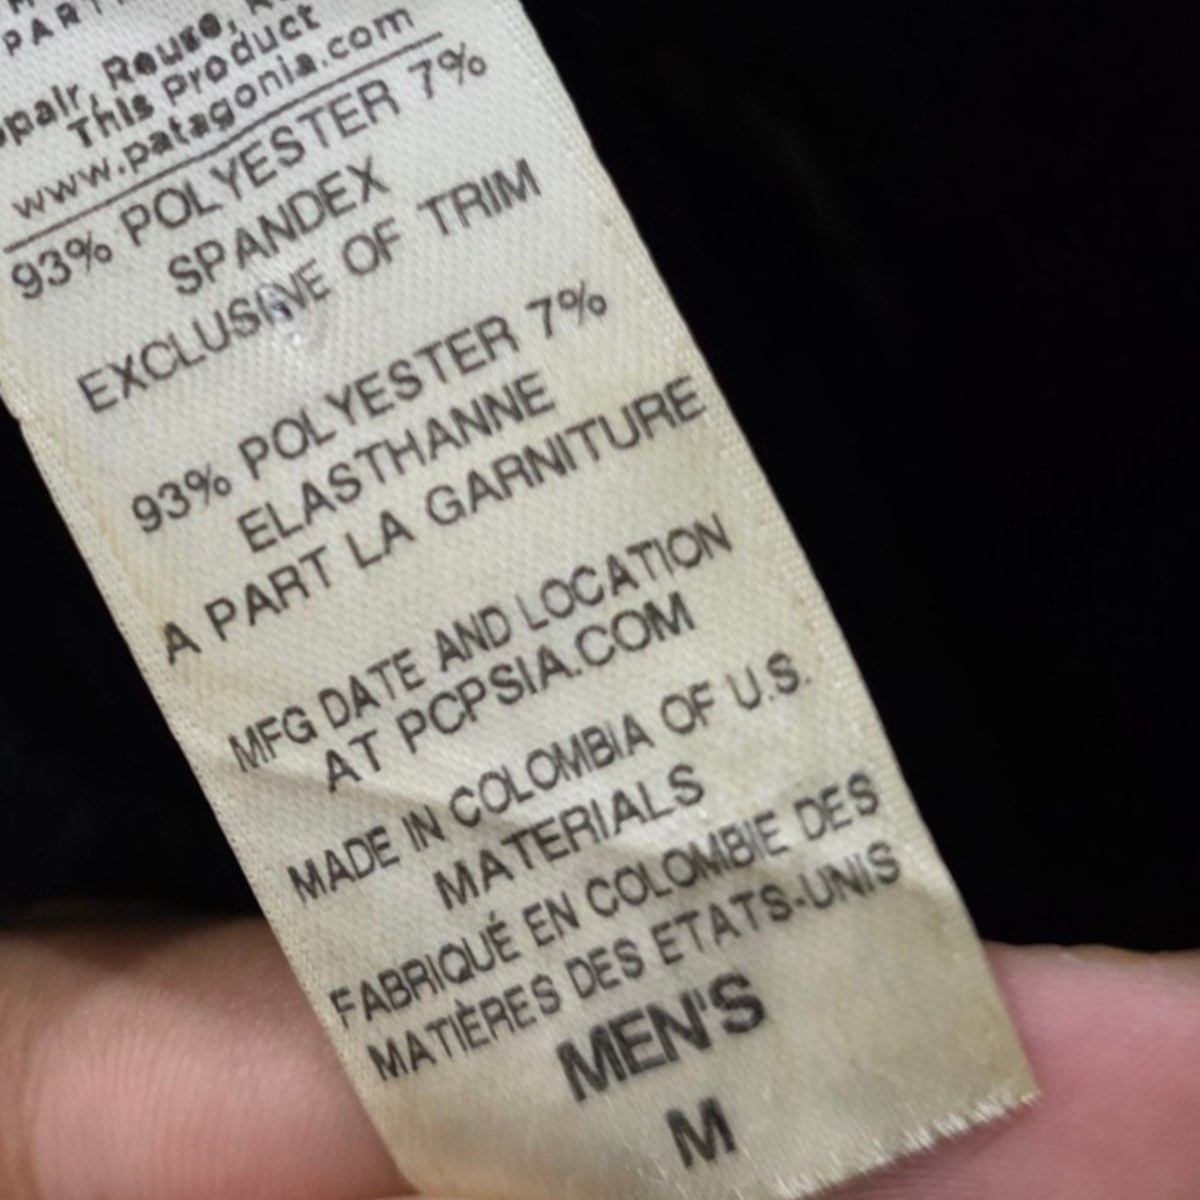 PART
pair, Reuse,
This Product
www.patagonia.com
93% POLYESTER 7%
SPANDEX
EXCLUSIVE OF TRIM
93% POLYESTER 7%
ELASTHANNE
A PART LA GARNITURE
MFG DATE AND LOCATION
AT PCPSIA.COM
MADE IN COLOMBIA OF U.S.
MATERIALS
FABRIQUÉ EN COLOMBIE DES
MATIÈRES DES ETATS-UNIS
MEN'S
M